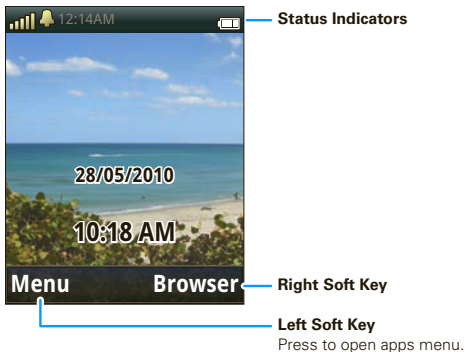 12:14AM
Status Indicators
28/05/2010
10:18 AM
Menu
Browser
Right Soft Key
Left Soft Key
Press to open apps menu.